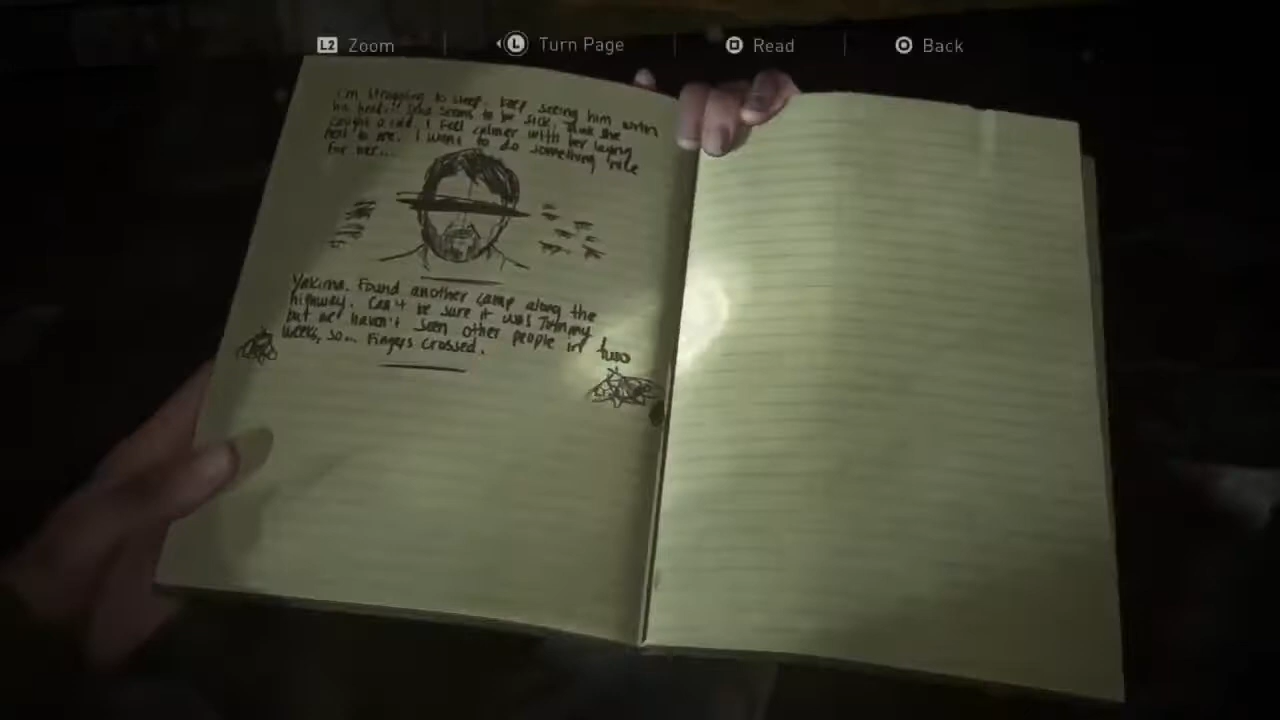 L2 Zoom L Turn Page Read Back
I'm struggling to sleep. Keep seeing him when
his head.. Dina seems to be sick. Think she
caught a cold. I feel calmer with her laying
next to me. I want to do something nice
for her...
Yakima. Found another camp along the
highway. Can't be sure it was Tommy
but we haven't seen other people in two
weeks, so... Fingers crossed.